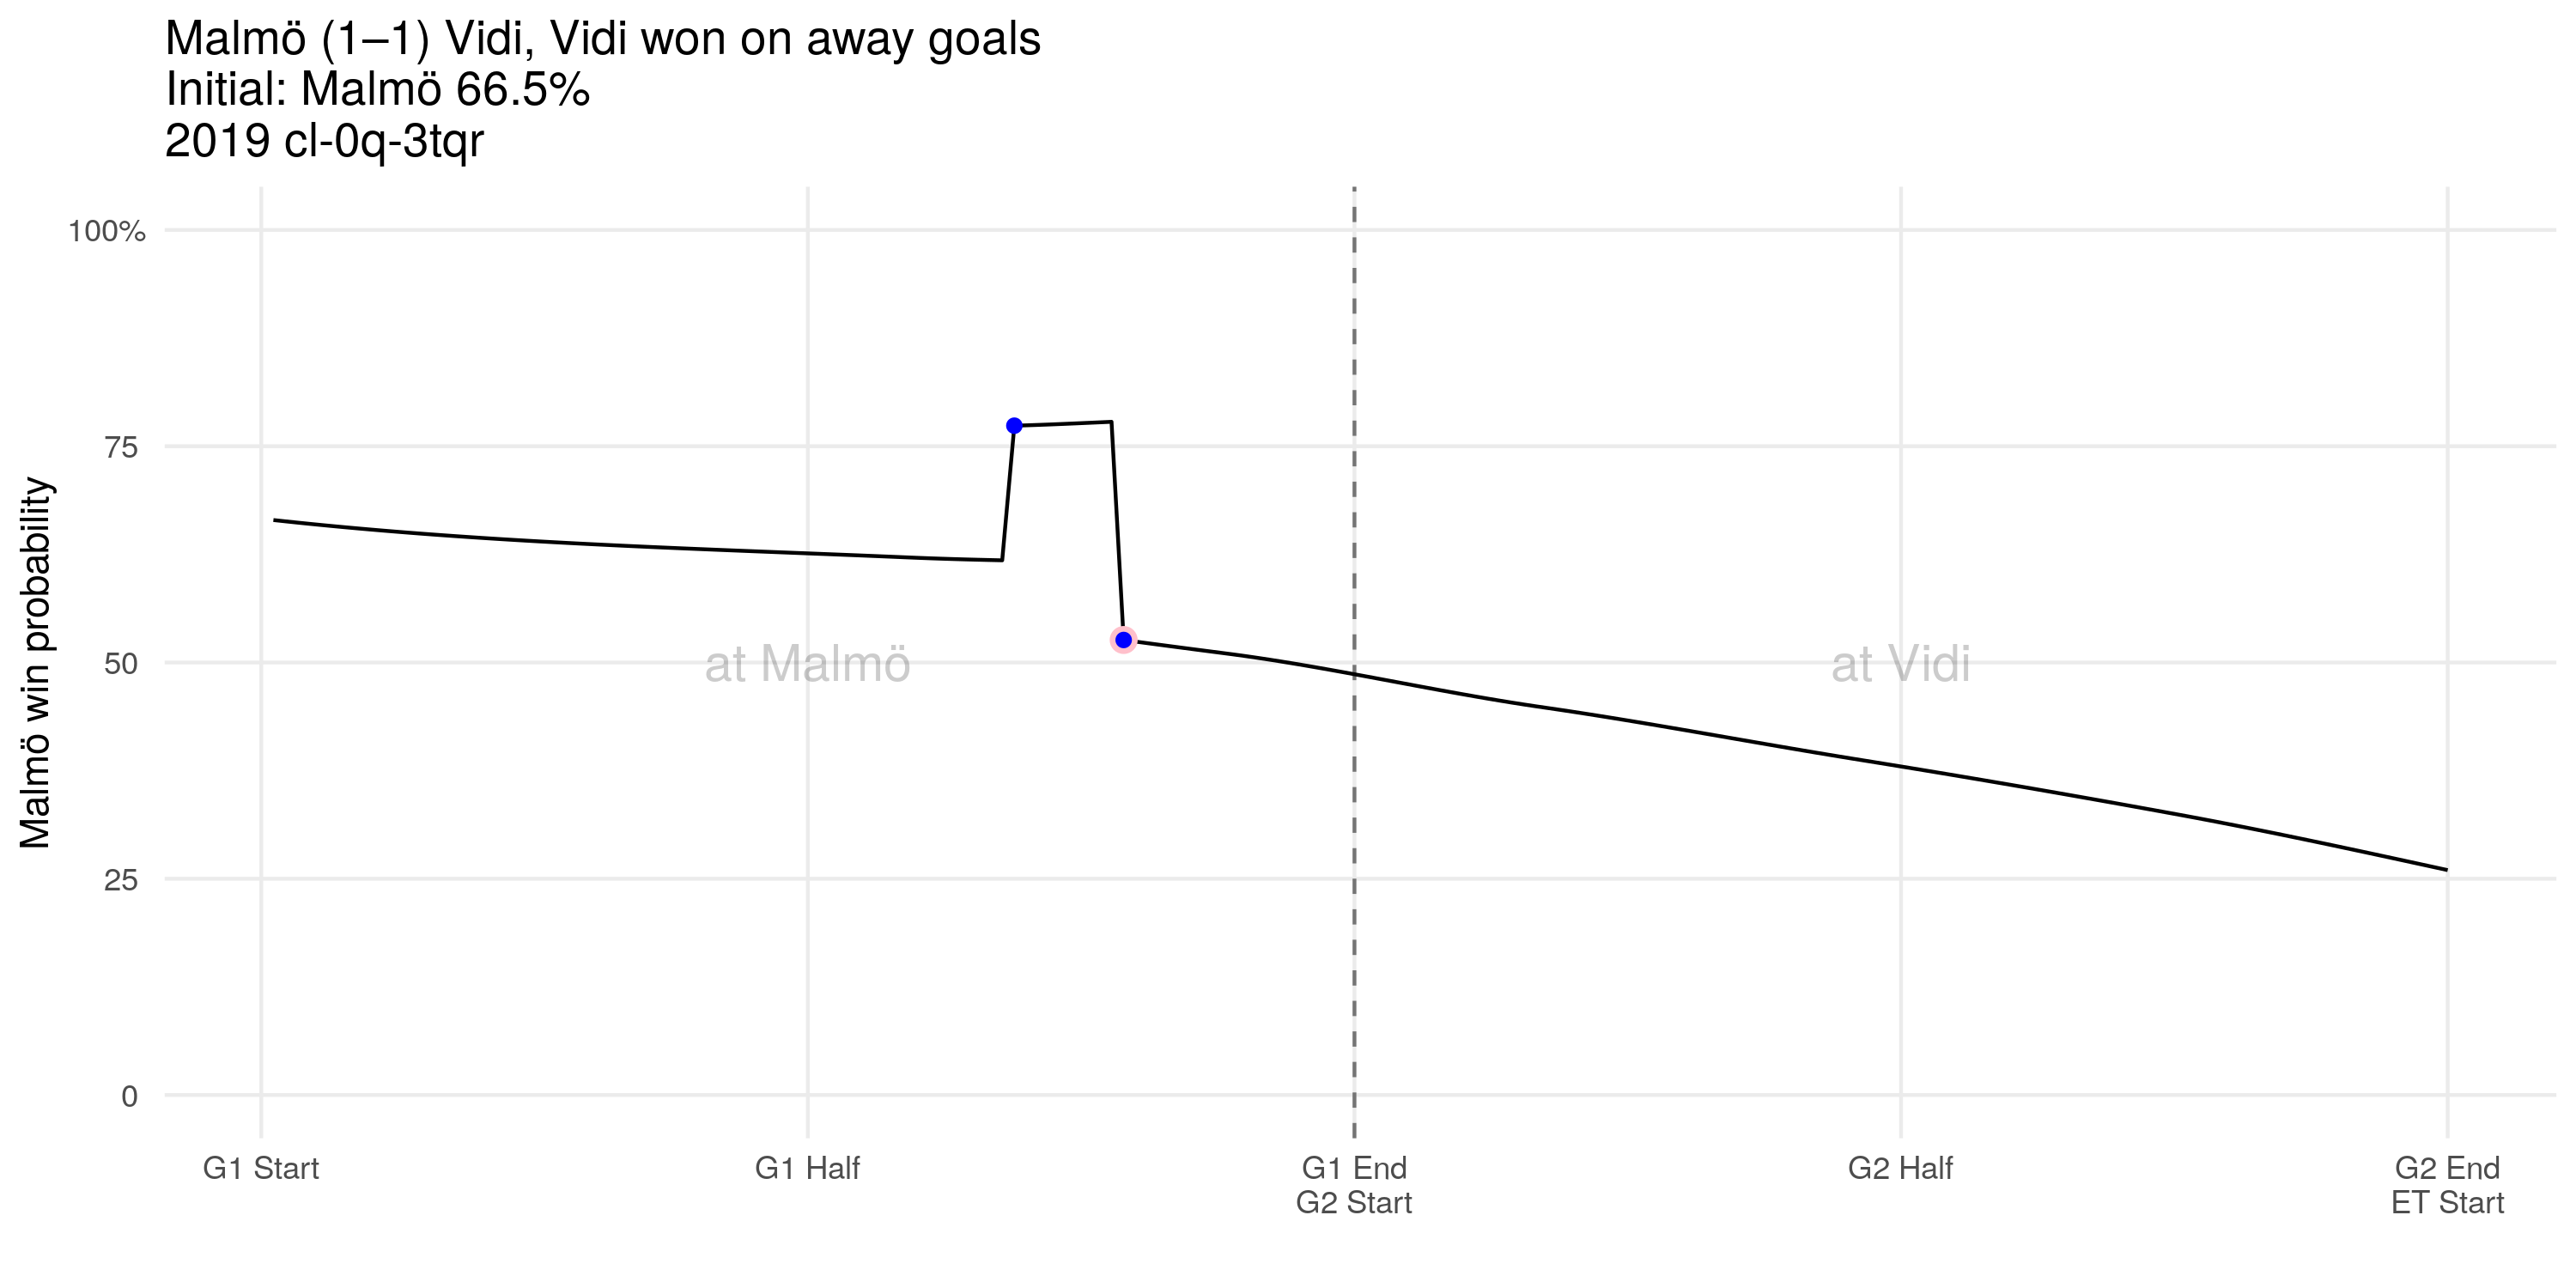 Malmö (1–1) Vidi, Vidi won on away goals
Initial: Malmö 66.5%
2019 cl-0q-3tqr
Malmö win probability
100%
75
50
25
0
at Malmö
at Vidi
G1 Start
G1 Half
G1 End
G2 Start
G2 Half
G2 End
ET Start